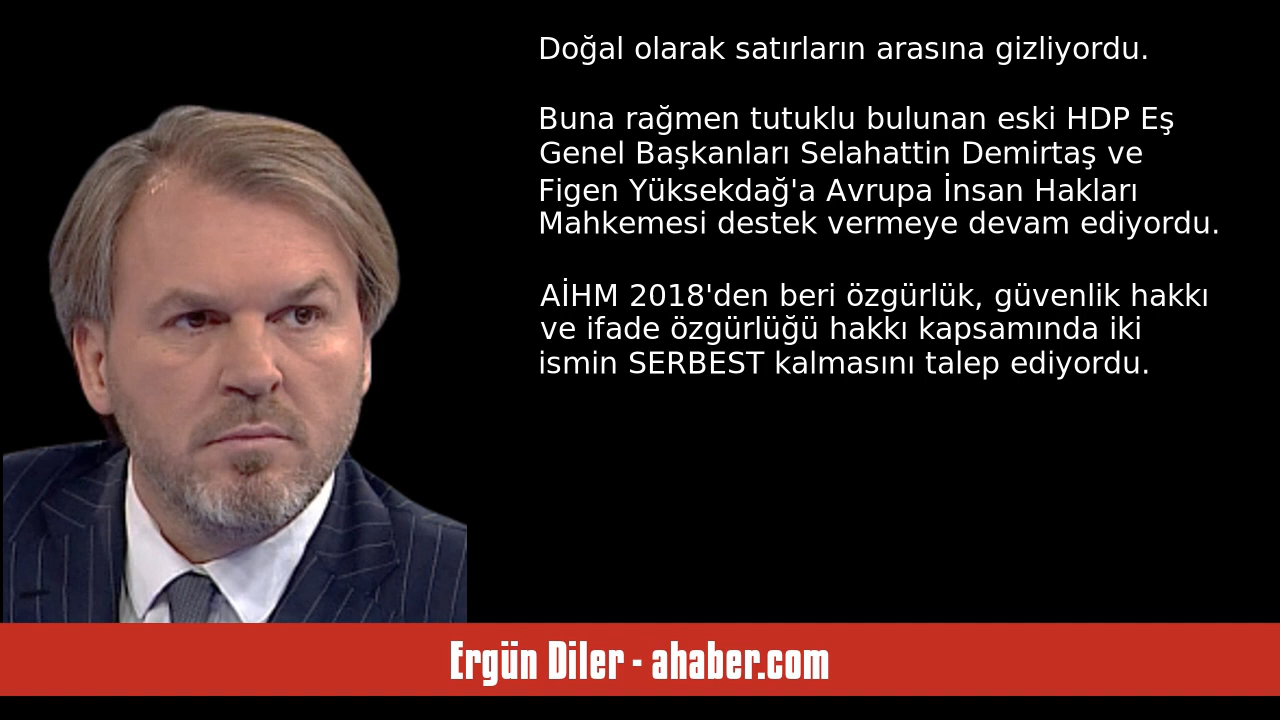 Doğal olarak satırların arasına gizliyordu.
Buna rağmen tutuklu bulunan eski HDP Eş
Genel Başkanları Selahattin Demirtaş ve
Figen Yüksekdağ'a Avrupa İnsan Hakları
Mahkemesi destek vermeye devam ediyordu.
AİHM 2018'den beri özgürlük, güvenlik hakkı
ve ifade özgürlüğü hakkı kapsamında iki
ismin SERBEST kalmasını talep ediyordu.
Ergün Diler - ahaber.com